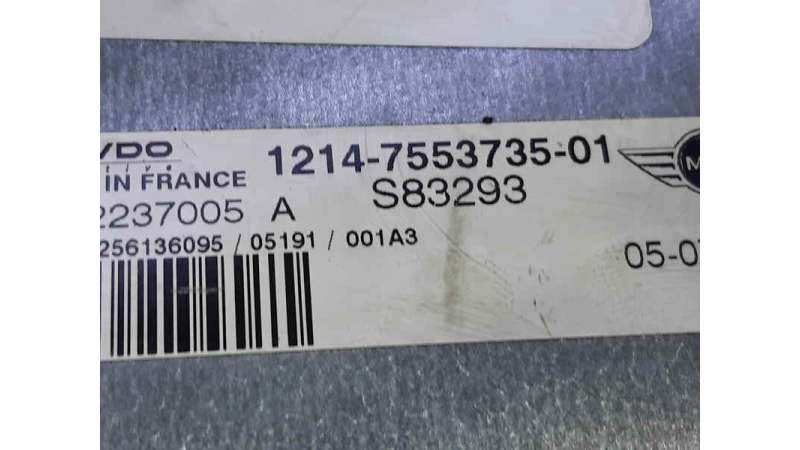 VDO 1214-7553735-01
IN FRANCE S83293
2237005 A
256136095 / 05191 / 001A3
05-0